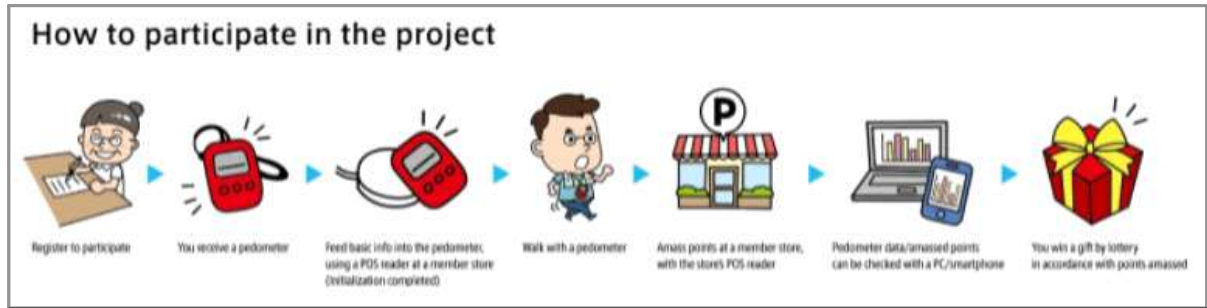 How to participate in the project
P
Register to participate
You receive a pedometer
Feed basic info into the pedometer,
using a POS reader at a member store
(Initialization completed)
Walk with a pedometer
Amass points at a member store,
with the store's POS reader
Pedometer data/amassed points
can be checked with a PC/smartphone
You win a gift by lottery
in accordance with points amassed